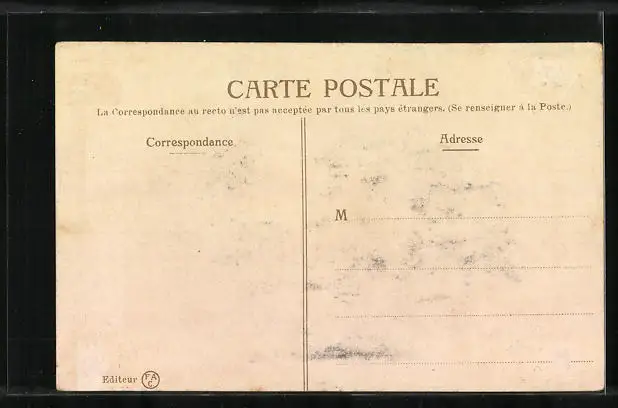 CARTE POSTALE
La Correspondance au recto n'est pas acceptée par tous les pays étrangers. (Se renseigner à la Poste.)
Correspondance
Adresse
M
Editeur FAC